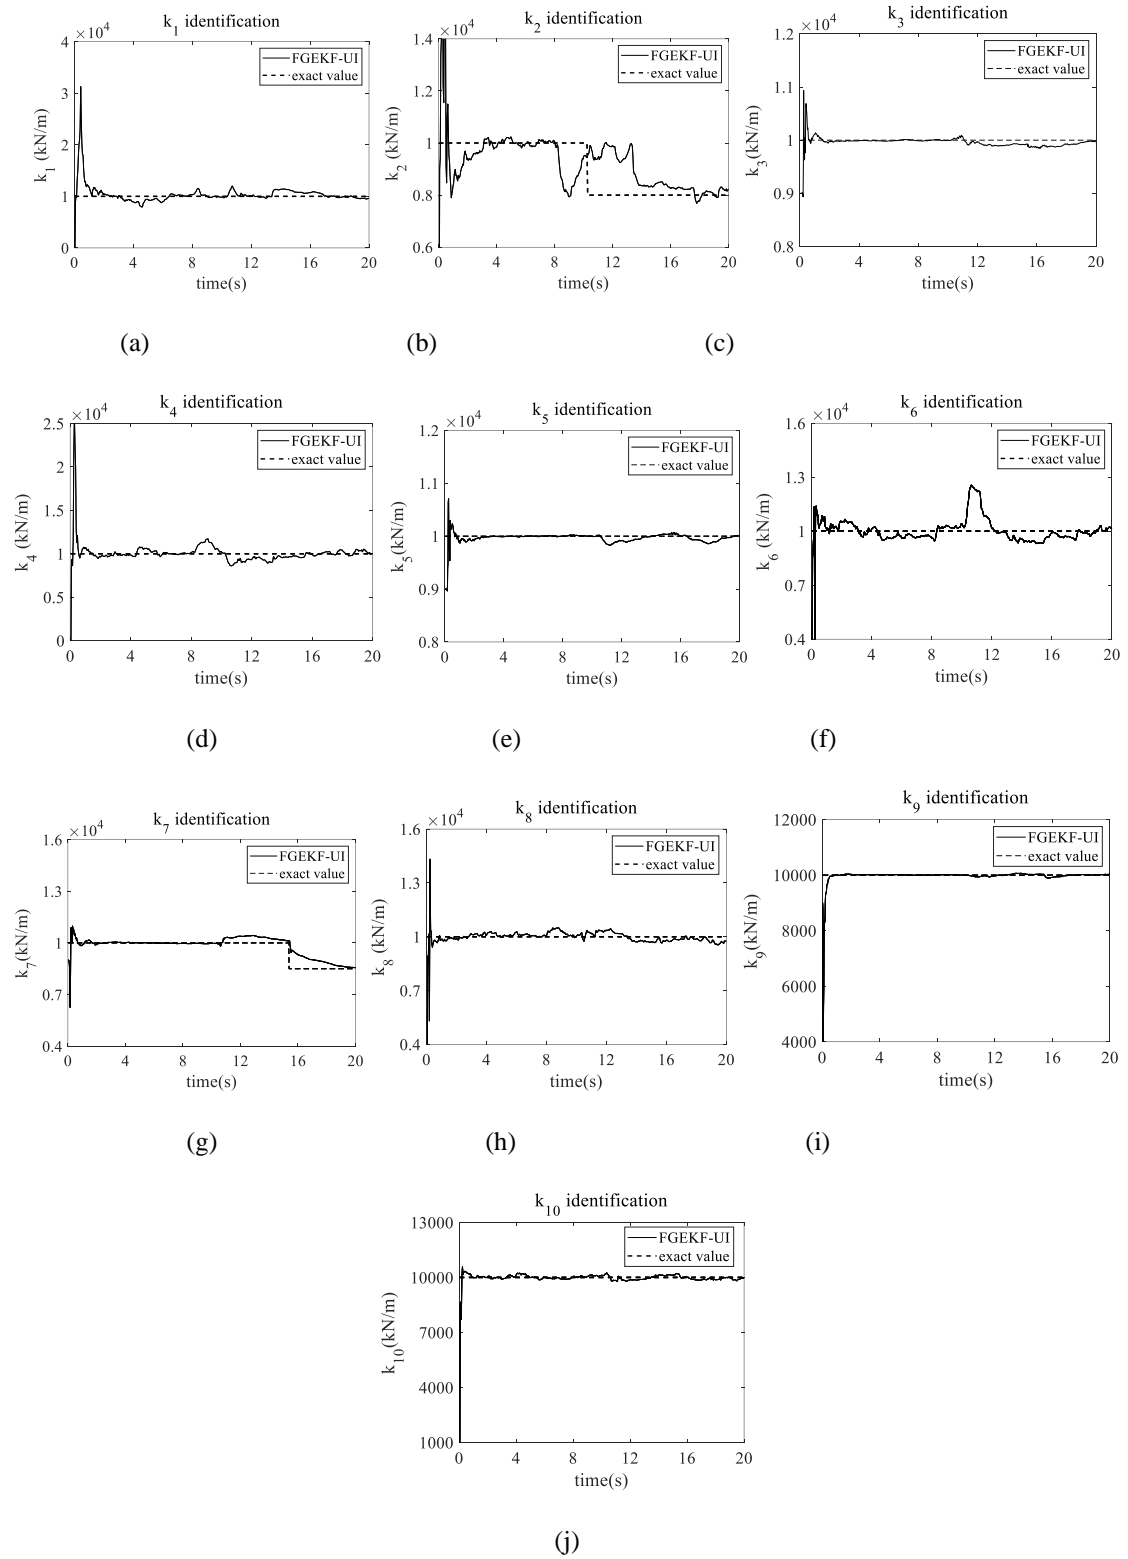 k1 identification
×10^4
4
3
2
1
0
k1 (kN/m)
FGEKF-UI
exact value
0 4 8 12 16 20
time(s)
(a)
k2 identification
×10^4
1.4
1.2
1
0.8
0.6
k2 (kN/m)
FGEKF-UI
exact value
0 4 8 12 16 20
time(s)
(b)
k3 identification
×10^4
1.2
1.1
1
0.9
0.8
k3(kN/m)
FGEKF-UI
exact value
0 4 8 12 16 20
time(s)
(c)
k4 identification
×10^4
2.5
2
1.5
1
0.5
0
k4 (kN/m)
FGEKF-UI
exact value
0 4 8 12 16 20
time(s)
(d)
k5 identification
×10^4
1.2
1.1
1
0.9
0.8
k5(kN/m)
FGEKF-UI
exact value
0 4 8 12 16 20
time(s)
(e)
k6 identification
×10^4
1.6
1.3
1
0.7
0.4
k6 (kN/m)
FGEKF-UI
exact value
0 4 8 12 16 20
time(s)
(f)
k7 identification
×10^4
1.6
1.3
1
0.7
0.4
k7(kN/m)
FGEKF-UI
exact value
0 4 8 12 16 20
time(s)
(g)
k8 identification
×10^4
1.6
1.3
1
0.7
0.4
k8 (kN/m)
FGEKF-UI
exact value
0 4 8 12 16 20
time(s)
(h)
k9 identification
12000
10000
8000
6000
4000
k9(kN/m)
FGEKF-UI
exact value
0 4 8 12 16 20
time(s)
(i)
k10 identification
13000
10000
7000
4000
1000
k10(kN/m)
FGEKF-UI
exact value
0 4 8 12 16 20
time(s)
(j)